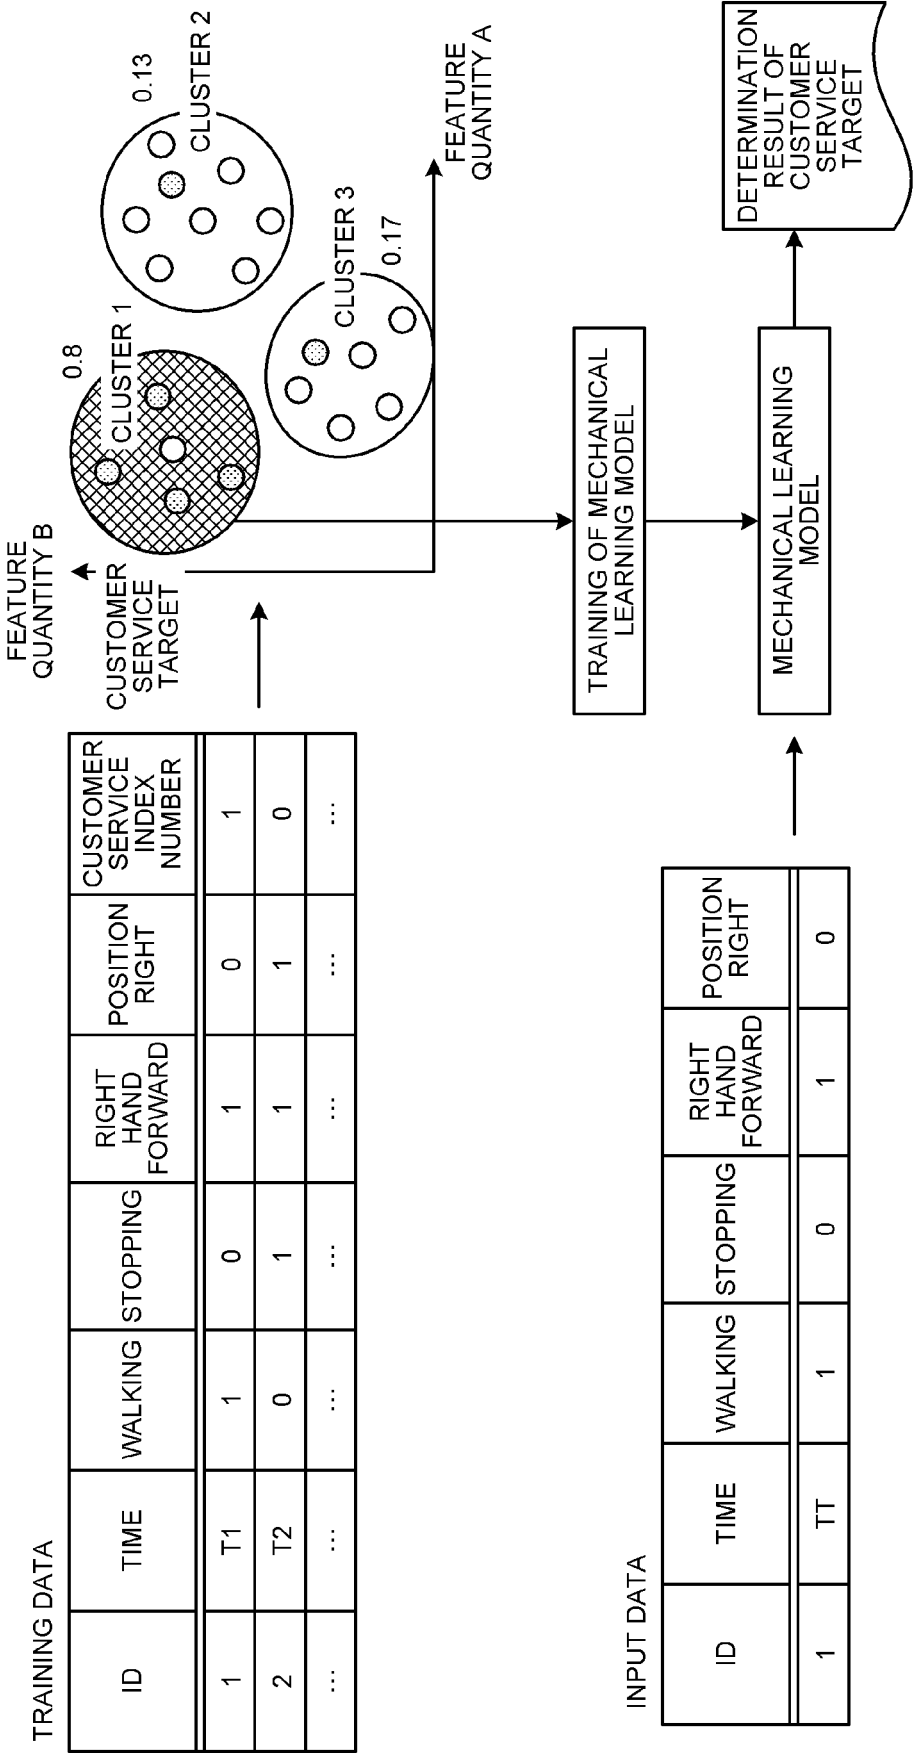 TRAINING DATA
ID
TIME
WALKING
STOPPING
RIGHT
HAND
FORWARD
POSITION
RIGHT
CUSTOMER
SERVICE
INDEX
NUMBER
1
T1
1
0
1
0
1
2
T2
0
1
1
1
0
...
...
...
...
...
...
...
FEATURE
QUANTITY B
CUSTOMER
SERVICE
TARGET
0.8
CLUSTER 1
0.13
CLUSTER 2
CLUSTER 3
0.17
FEATURE
QUANTITY A
TRAINING OF MECHANICAL
LEARNING MODEL
INPUT DATA
ID
TIME
WALKING
STOPPING
RIGHT
HAND
FORWARD
POSITION
RIGHT
1
TT
1
0
1
0
MECHANICAL LEARNING
MODEL
DETERMINATION
RESULT OF
CUSTOMER
SERVICE
TARGET